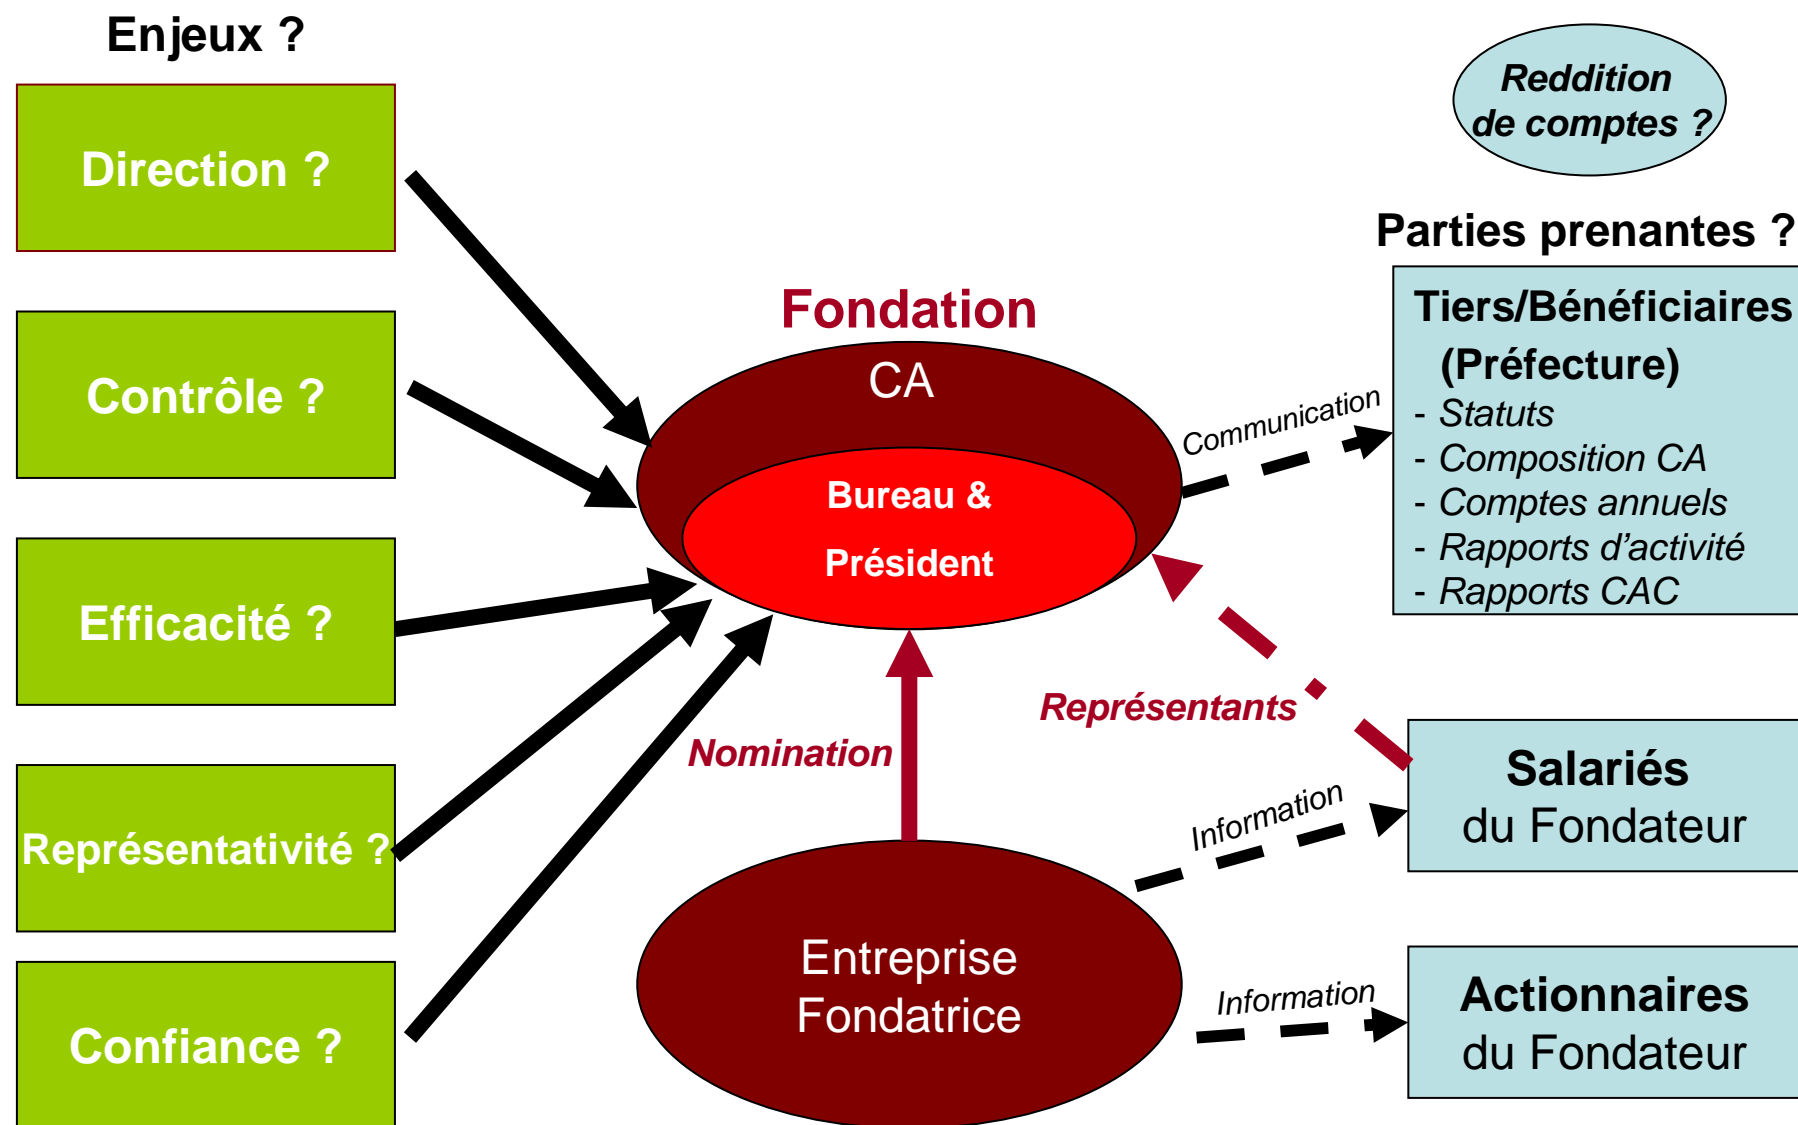 Enjeux ?
Direction ?
Contrôle ?
Efficacité ?
Représentativité ?
Confiance ?
Fondation
CA
Bureau &
Président
Nomination
Représentants
Entreprise
Fondatrice
Communication
Information
Information
Reddition
de comptes ?
Parties prenantes ?
Tiers/Bénéficiaires
(Préfecture)
- Statuts
- Composition CA
- Comptes annuels
- Rapports d'activité
- Rapports CAC
Salariés
du Fondateur
Actionnaires
du Fondateur